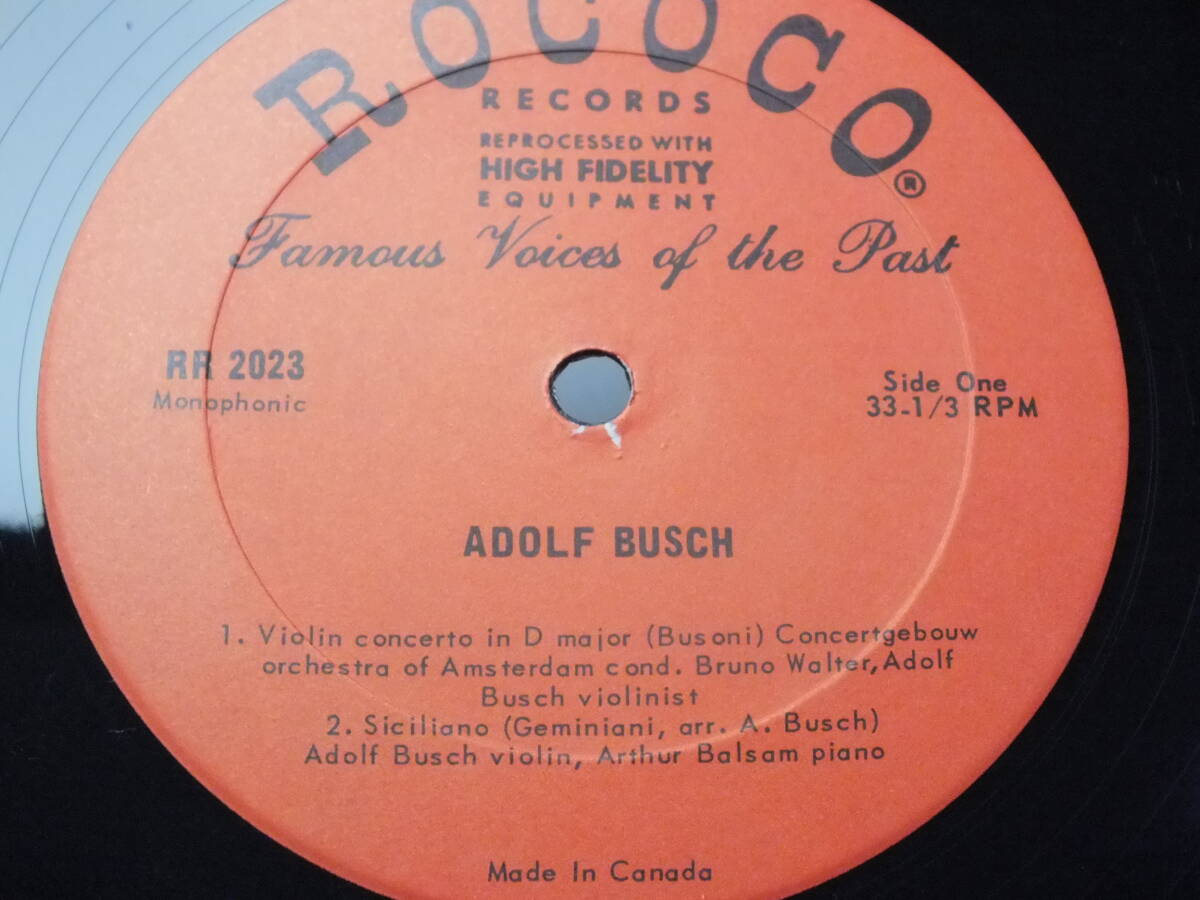 ROCOCO ®
RECORDS
REPROCESSED WITH
HIGH FIDELITY
EQUIPMENT
Famous Voices of the Past
RR 2023
Monophonic
Side One
33-1/3 RPM
ADOLF BUSCH
1. Violin concerto in D major (Busoni) Concertgebouw
orchestra of Amsterdam cond. Bruno Walter, Adolf
Busch violinist
2. Siciliano (Geminiani, arr. A. Busch)
Adolf Busch violin, Arthur Balsam piano
Made In Canada